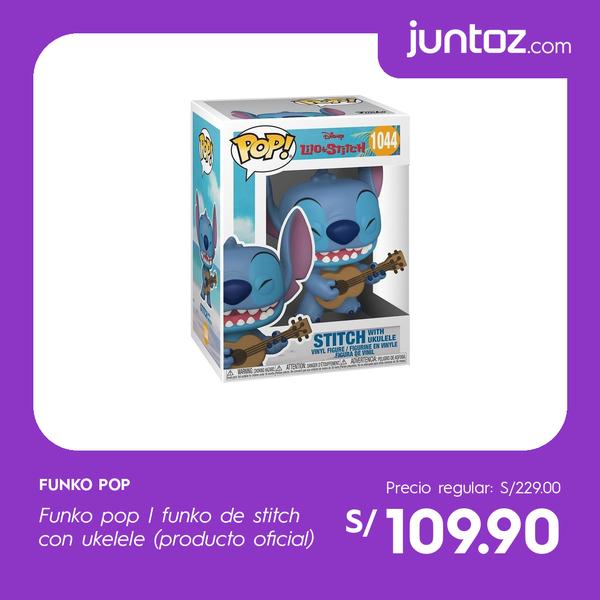 juntoz.com
POP!
POP!
Disney
LILO & STITCH
1044
STITCH WITH UKULELE
VINYL FIGURE / FIGURINE EN VINYLE
FIGURA DE VINIL
FUNKO POP
Precio regular: S/229.00
Funko pop | funko de stitch
con ukelele (producto oficial)
S/109.90